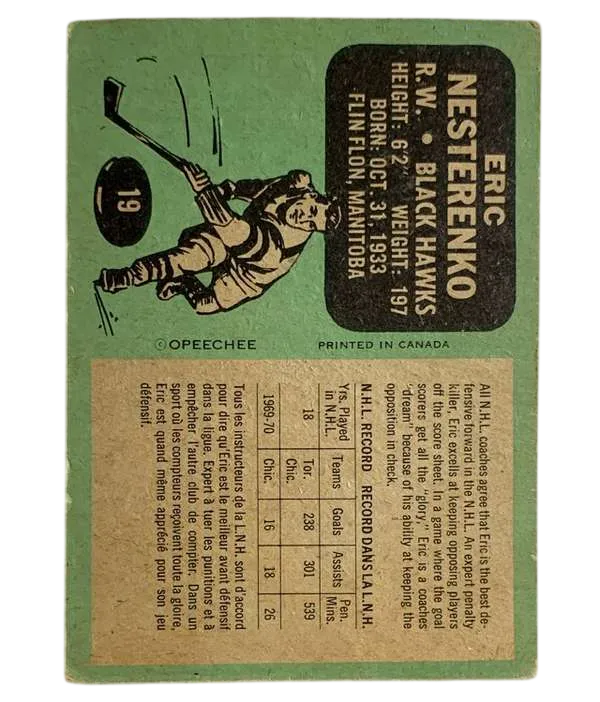 ERIC
NESTERENKO
R.W. • BLACK HAWKS
HEIGHT: 6'2" WEIGHT: 197
BORN: OCT. 31, 1933
FLIN FLON, MANITOBA
19
©OPEECHEE
PRINTED IN CANADA
All N.H.L. coaches agree that Eric is the best de-
fensive forward in the N.H.L. An expert penalty
killer, Eric excells at keeping opposing players
off the score sheet. In a game where the goal
scorers get all the "glory," Eric is a coaches'
"dream" because of his ability at keeping the
opposition in check.
N.H.L. RECORD RECORD DANS LA L.N.H.
Yrs. Played in N.H.L. Teams Goals Assists Pen. Mins.
18 Tor. Chic. 238 301 539
1969-70 Chic. 16 18 26
Tous les instructeurs de la L.N.H. sont d'accord
pour dire qu'Eric est le meilleur avant défensif
dans la ligue. Expert à tuer les punitions et à
empêcher l'autre club de compter. Dans un
sport où les compteurs reçoivent toute la gloire,
Eric est quand même apprécié pour son jeu
défensif.